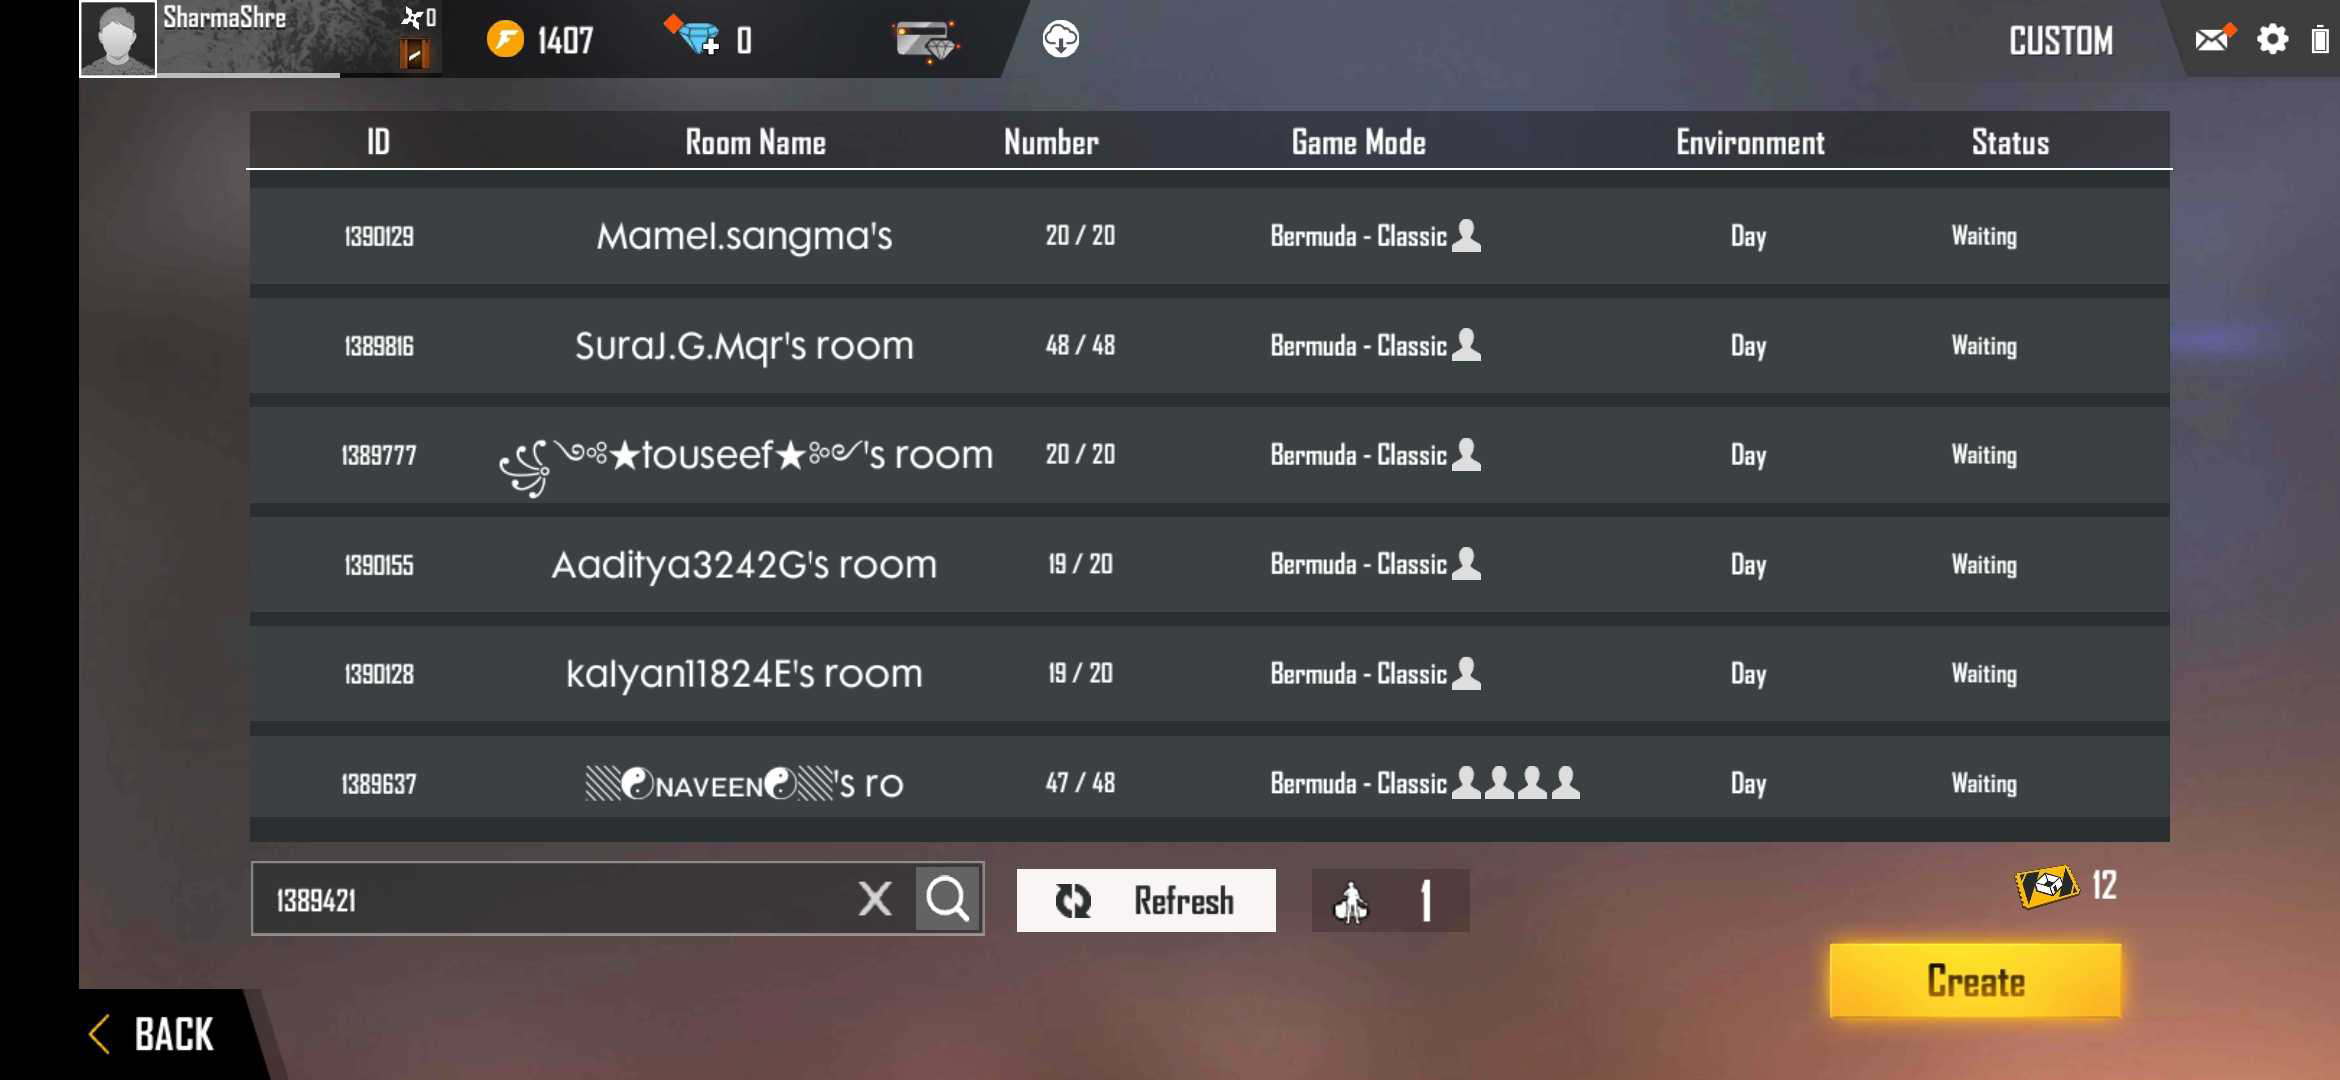 SharmaShre
0
1407
0
CUSTOM
ID Room Name Number Game Mode Environment Status
1390129 Mamel.sangma's 20 / 20 Bermuda - Classic Day Waiting
1389816 SuraJ.G.Mqr's room 48 / 48 Bermuda - Classic Day Waiting
1389777 ꧁༺★touseef★༻'s room 20 / 20 Bermuda - Classic Day Waiting
1390155 Aaditya3242G's room 19 / 20 Bermuda - Classic Day Waiting
1390128 kalyan11824E's room 19 / 20 Bermuda - Classic Day Waiting
1389637 ▒☯ɴᴀᴠᴇᴇɴ☯▒'s ro 47 / 48 Bermuda - Classic Day Waiting
1389421 X Refresh 1
12
Create
BACK